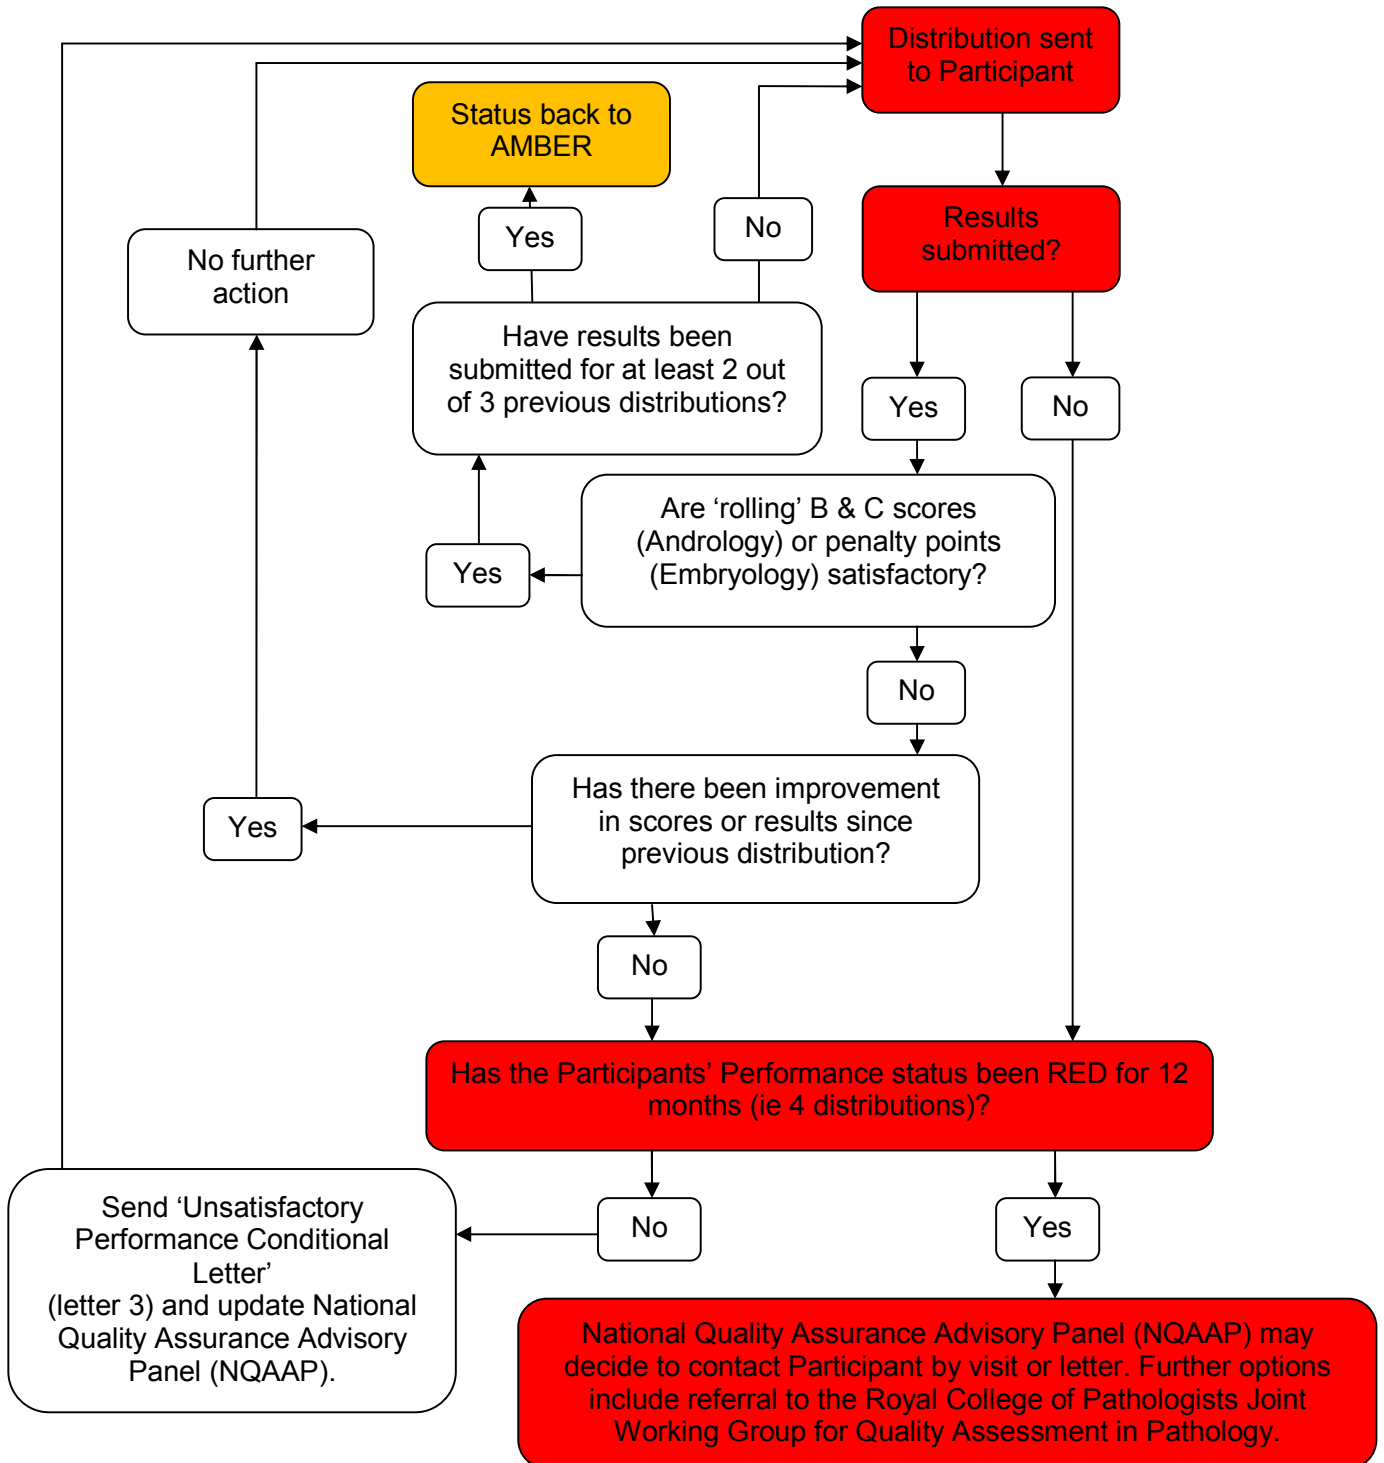 Distribution sent
to Participant
Status back to
AMBER
Results
submitted?
Yes
No
No further
action
Have results been
submitted for at least 2 out
of 3 previous distributions?
Yes
No
Are ‘rolling’ B & C scores
(Andrology) or penalty points
(Embryology) satisfactory?
Yes
No
Has there been improvement
in scores or results since
previous distribution?
Yes
No
Has the Participants’ Performance status been RED for 12
months (ie 4 distributions)?
Send ‘Unsatisfactory
Performance Conditional
Letter’
(letter 3) and update National
Quality Assurance Advisory
Panel (NQAAP).
No
Yes
National Quality Assurance Advisory Panel (NQAAP) may
decide to contact Participant by visit or letter. Further options
include referral to the Royal College of Pathologists Joint
Working Group for Quality Assessment in Pathology.